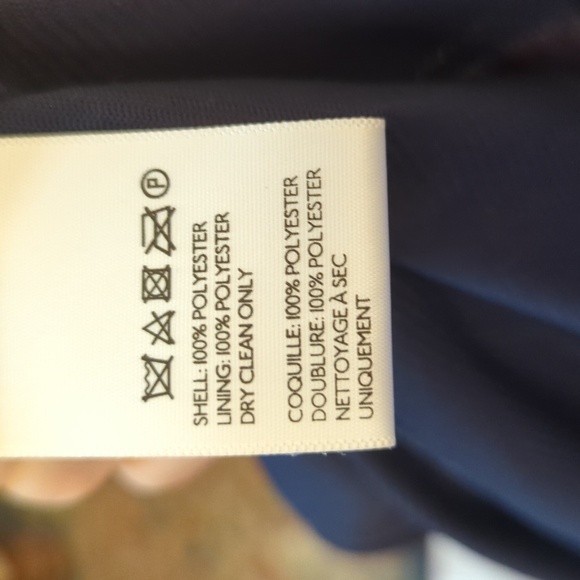 P
SHELL: 100% POLYESTER
LINING: 100% POLYESTER
DRY CLEAN ONLY
COQUILLE: 100% POLYESTER
DOUBLURE: 100% POLYESTER
NETTOYAGE À SEC
UNIQUEMENT